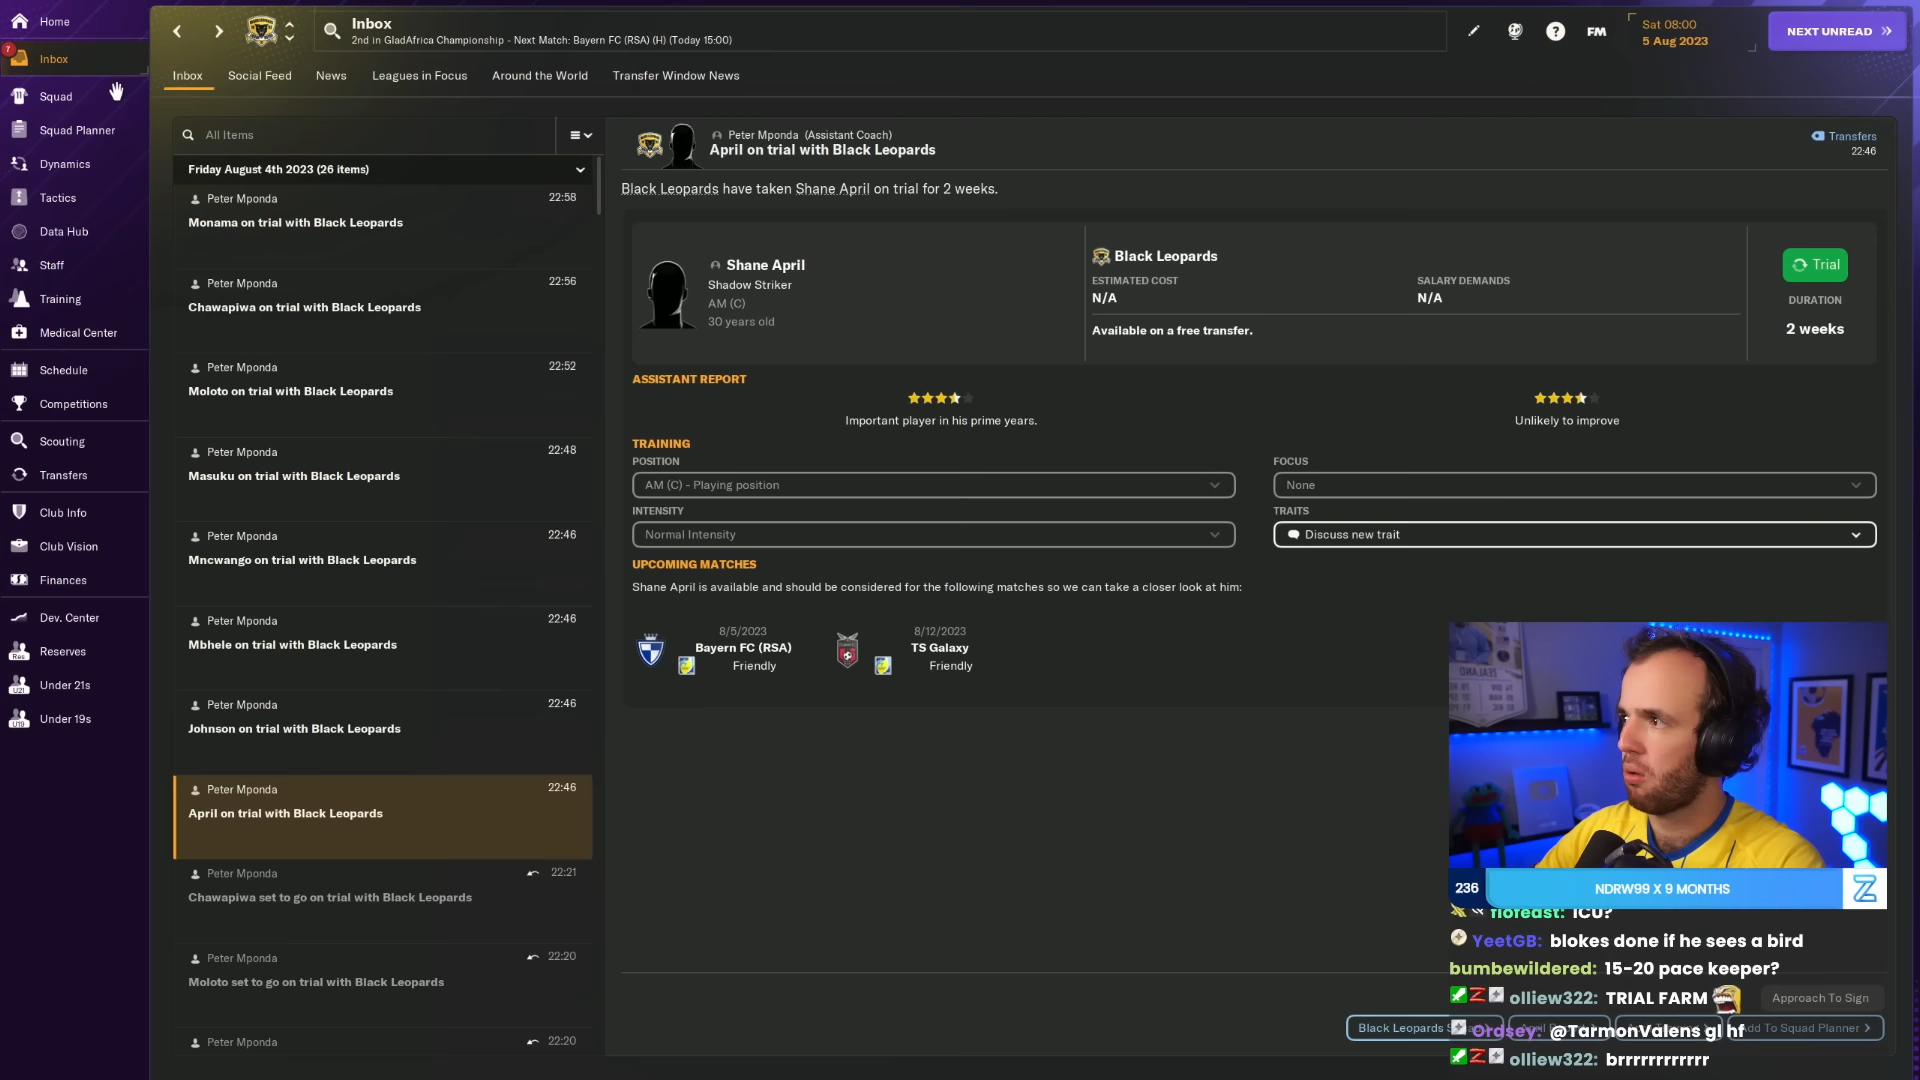 Home
7
Inbox
Squad
Squad Planner
Dynamics
Tactics
Data Hub
Staff
Training
Medical Center
Schedule
Competitions
Scouting
Transfers
Club Info
Club Vision
Finances
Dev. Center
Reserves
Under 21s
Under 19s
Inbox
2nd in GladAfrica Championship - Next Match: Bayern FC (RSA) (H) (Today 15:00)
FM
Sat 08:00
5 Aug 2023
NEXT UNREAD
Inbox
Social Feed
News
Leagues in Focus
Around the World
Transfer Window News
All Items
Friday August 4th 2023 (26 items)
Peter Mponda 22:58
Monama on trial with Black Leopards
Peter Mponda 22:56
Chawapiwa on trial with Black Leopards
Peter Mponda 22:52
Moloto on trial with Black Leopards
Peter Mponda 22:48
Masuku on trial with Black Leopards
Peter Mponda 22:46
Mncwango on trial with Black Leopards
Peter Mponda 22:46
Mbhele on trial with Black Leopards
Peter Mponda 22:46
Johnson on trial with Black Leopards
Peter Mponda 22:46
April on trial with Black Leopards
Peter Mponda 22:21
Chawapiwa set to go on trial with Black Leopards
Peter Mponda 22:20
Moloto set to go on trial with Black Leopards
Peter Mponda 22:20
Peter Mponda (Assistant Coach)
April on trial with Black Leopards
Transfers
22:46
Black Leopards have taken Shane April on trial for 2 weeks.
Shane April
Shadow Striker
AM (C)
30 years old
Black Leopards
ESTIMATED COST
N/A
SALARY DEMANDS
N/A
Available on a free transfer.
Trial
DURATION
2 weeks
ASSISTANT REPORT
Important player in his prime years.
Unlikely to improve
TRAINING
POSITION
AM (C) - Playing position
FOCUS
None
INTENSITY
Normal Intensity
TRAITS
Discuss new trait
UPCOMING MATCHES
Shane April is available and should be considered for the following matches so we can take a closer look at him:
8/5/2023
Bayern FC (RSA)
Friendly
8/12/2023
TS Galaxy
Friendly
236
NDRW99 X 9 MONTHS
flofeast: ICU?
YeetGB: blokes done if he sees a bird
bumbewildered: 15-20 pace keeper?
olliew322: TRIAL FARM
Approach To Sign
Black Leopards
Ordsey: @TarmonValens gl hf
Add To Squad Planner
olliew322: brrrrrrrrrrrr